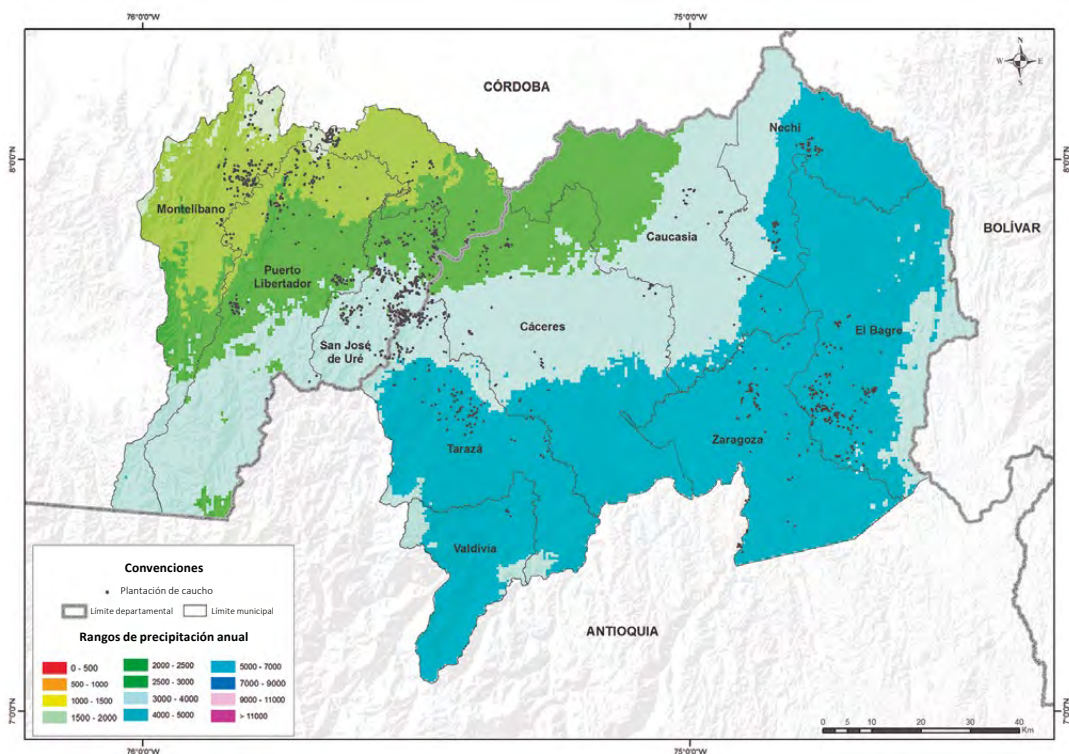 76°0'0"W
75°0'0"W
N
W
E
S
CÓRDOBA
Nechí
8°0'0"N
8°0'0"N
Montelíbano
Caucasia
BOLÍVAR
Puerto
Libertador
Cáceres
El Bagre
San José
de Uré
Zaragoza
Tarazá
Valdivia
ANTIOQUIA
Convenciones
Plantación de caucho
Límite departamental
Límite municipal
Rangos de precipitación anual
0 - 500
2000 - 2500
5000 - 7000
500 - 1000
2500 - 3000
7000 - 9000
1000 - 1500
3000 - 4000
9000 - 11000
1500 - 2000
4000 - 5000
> 11000
7°0'0"N
7°0'0"N
0 5 10 20 30 40
Km
76°0'0"W
75°0'0"W